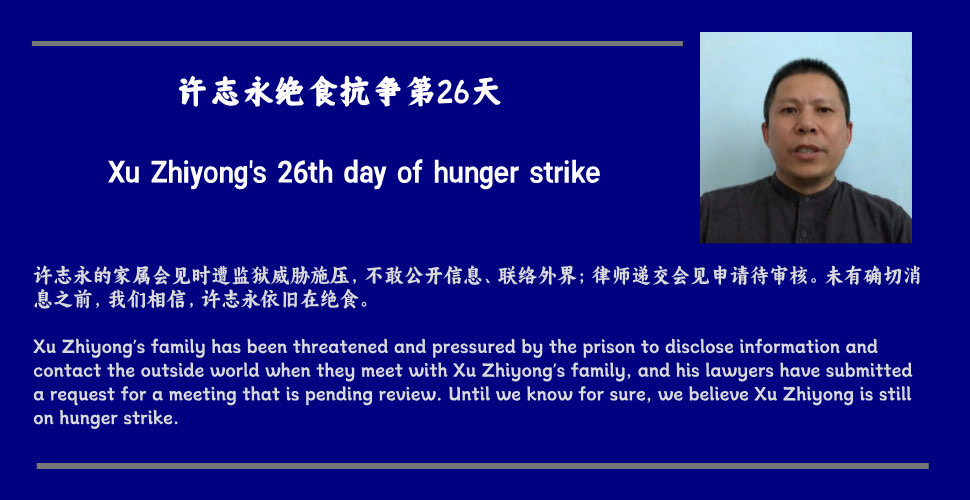 许志永绝食抗争第26天
Xu Zhiyong's 26th day of hunger strike
许志永的家属会见时遭监狱威胁施压，不敢公开信息、联络外界；律师递交会见申请待审核。未有确切消
息之前，我们相信，许志永依旧在绝食。
Xu Zhiyong's family has been threatened and pressured by the prison to disclose information and
contact the outside world when they meet with Xu Zhiyong's family, and his lawyers have submitted
a request for a meeting that is pending review. Until we know for sure, we believe Xu Zhiyong is still
on hunger strike.